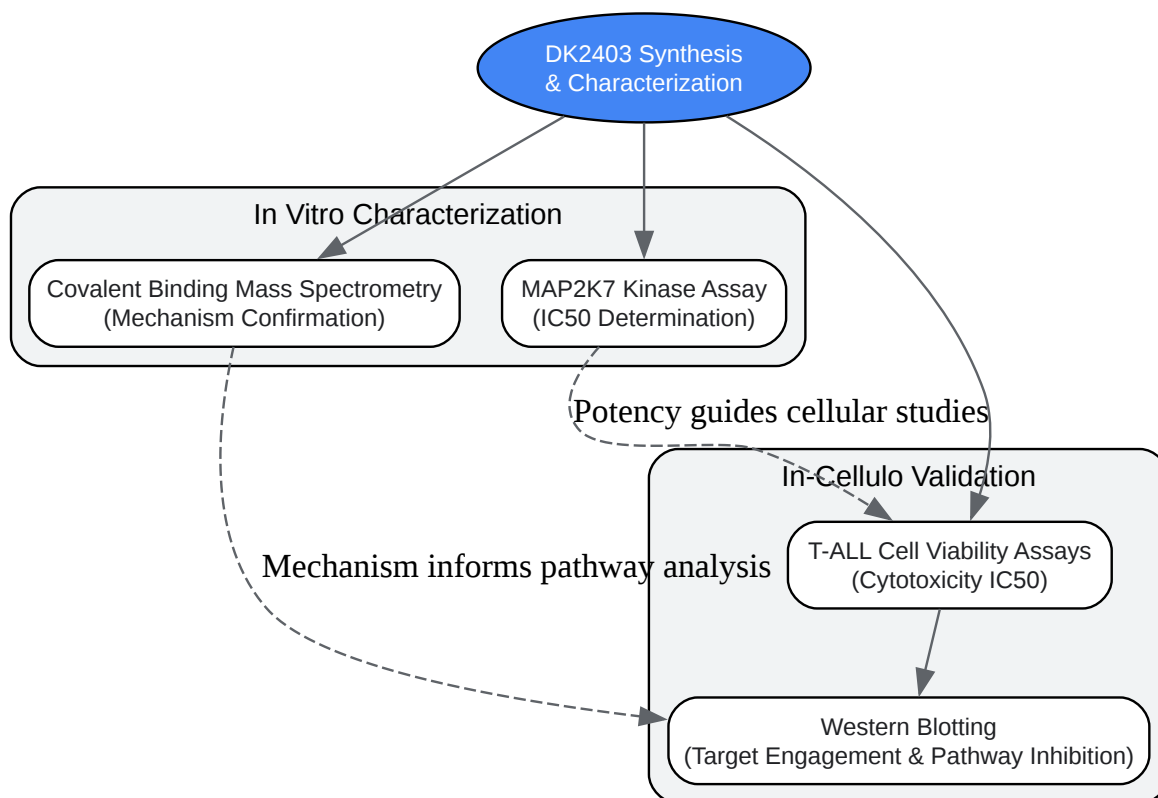 DK2403 Synthesis
& Characterization
In Vitro Characterization
Covalent Binding Mass Spectrometry
(Mechanism Confirmation)
MAP2K7 Kinase Assay
(IC50 Determination)
Potency guides cellular studies
In-Cellulo Validation
T-ALL Cell Viability Assays
(Cytotoxicity IC50)
Mechanism informs pathway analysis
Western Blotting
(Target Engagement & Pathway Inhibition)